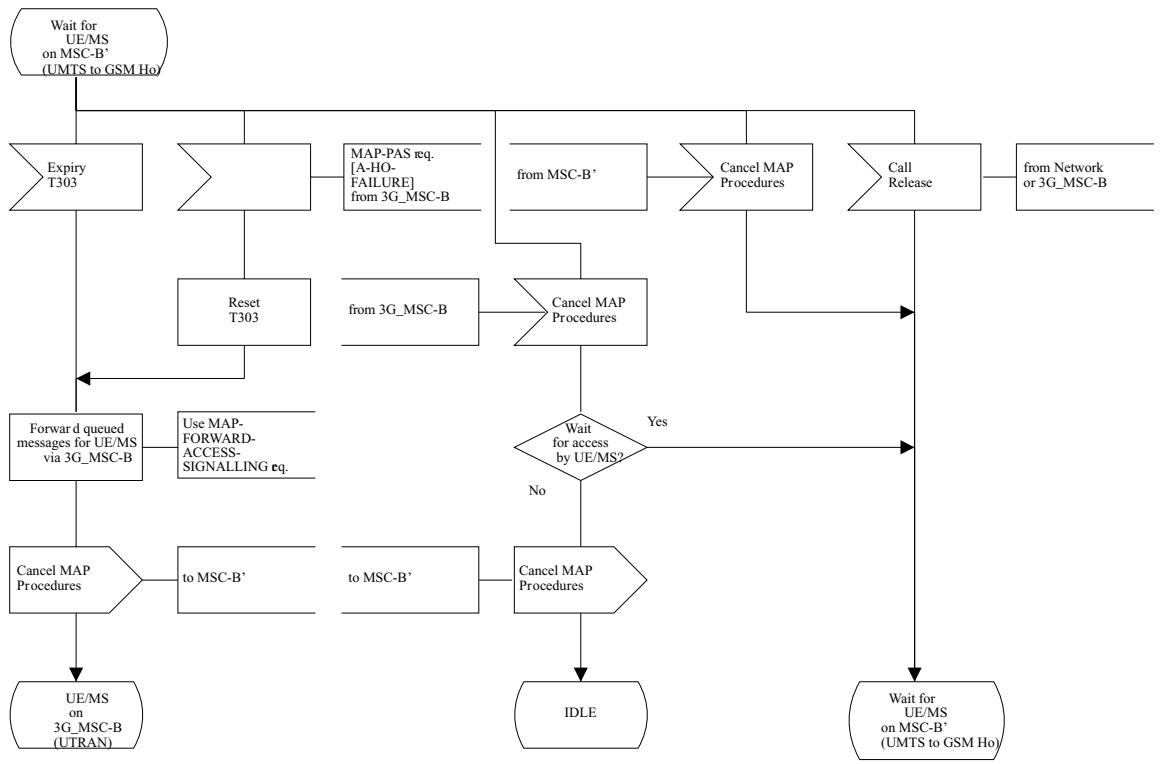 Wait for
UE/MS
on MSC-B’
(UMTS to GSM Ho)
Expiry
T303
MAP-PAS req.
[A-HO-
FAILURE]
from 3G_MSC-B
from MSC-B’
Cancel MAP
Procedures
Call
Release
from Network
or 3G_MSC-B
Reset
T303
from 3G_MSC-B
Cancel MAP
Procedures
Forward queued
messages for UE/MS
via 3G_MSC-B
Use MAP-
FORWARD-
ACCESS-
SIGNALLING req.
Wait
for access
by UE/MS?
Yes
No
Cancel MAP
Procedures
to MSC-B’
to MSC-B’
Cancel MAP
Procedures
UE/MS
on
3G_MSC-B
(UTRAN)
IDLE
Wait for
UE/MS
on MSC-B’
(UMTS to GSM Ho)